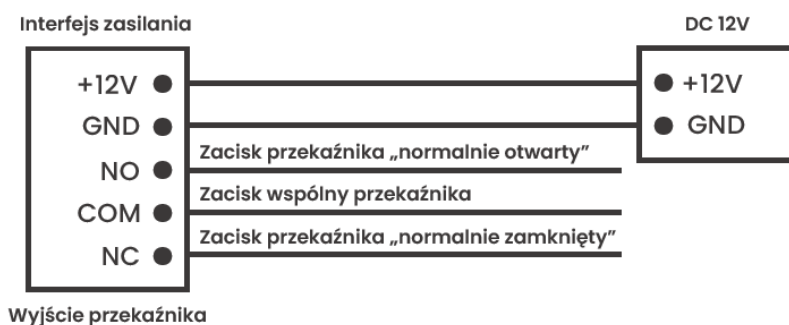 Interfejs zasilania
DC 12V
+12V
+12V
GND
GND
Zacisk przekaźnika „normalnie otwarty”
NO
Zacisk wspólny przekaźnika
COM
Zacisk przekaźnika „normalnie zamknięty”
NC
Wyjście przekaźnika